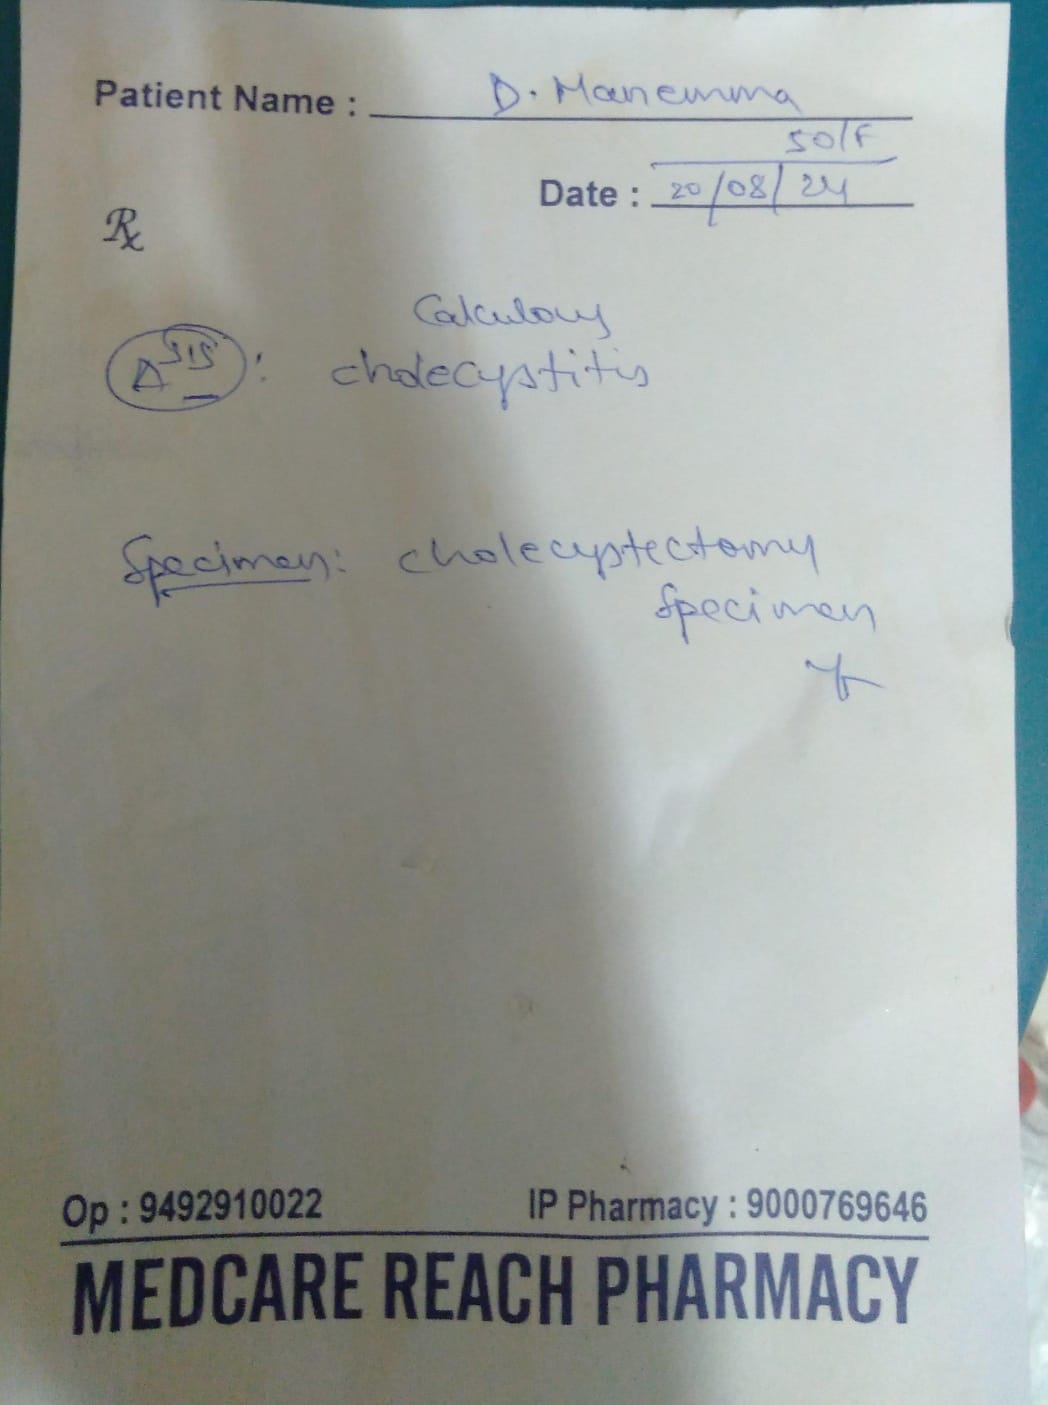 Patient Name : D. Manemma
50/F
Date : 20/08/24
Rx
Calculous
Δsis : cholecystitis
Specimen: cholecystectomy
Specimen
Op : 9492910022 IP Pharmacy : 9000769646
MEDCARE REACH PHARMACY